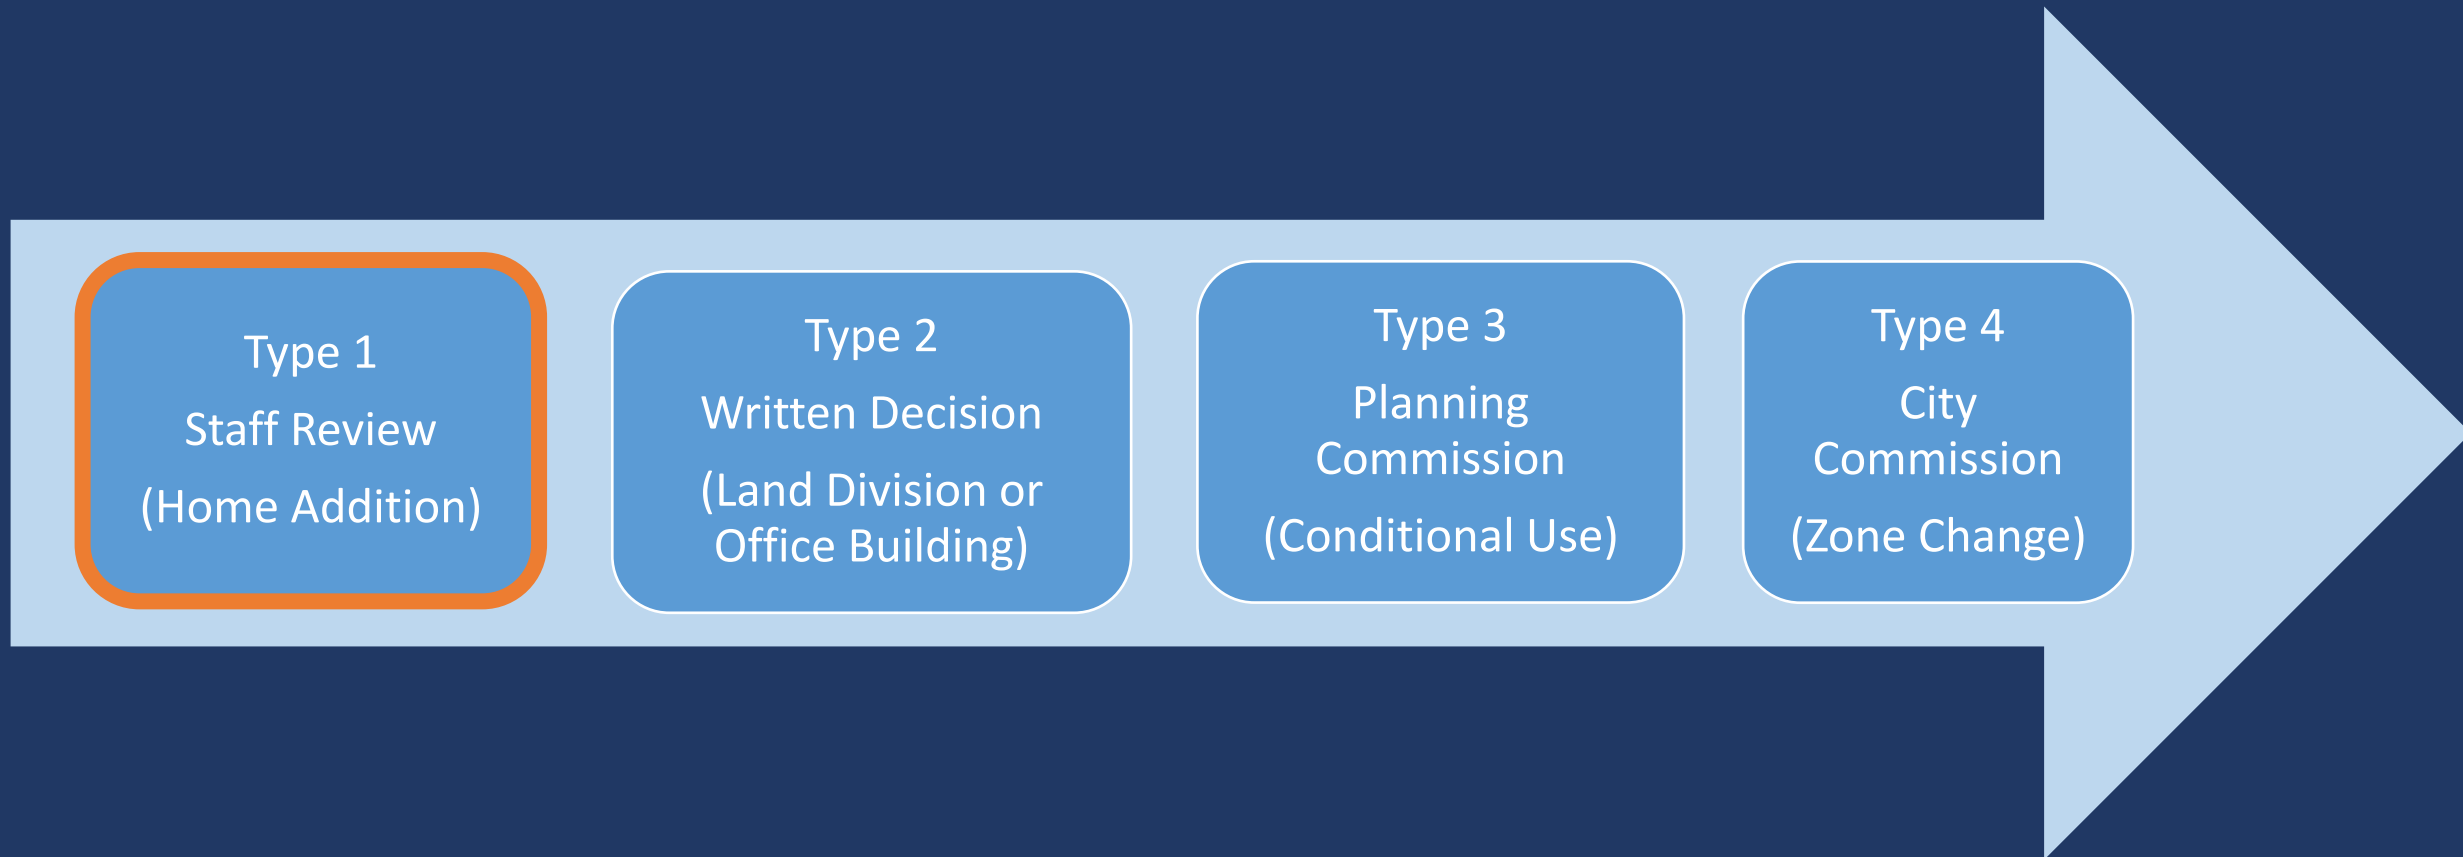 Type 1
Staff Review
(Home Addition)
Type 2
Written Decision
(Land Division or
Office Building)
Type 3
Planning
Commission
(Conditional Use)
Type 4
City
Commission
(Zone Change)